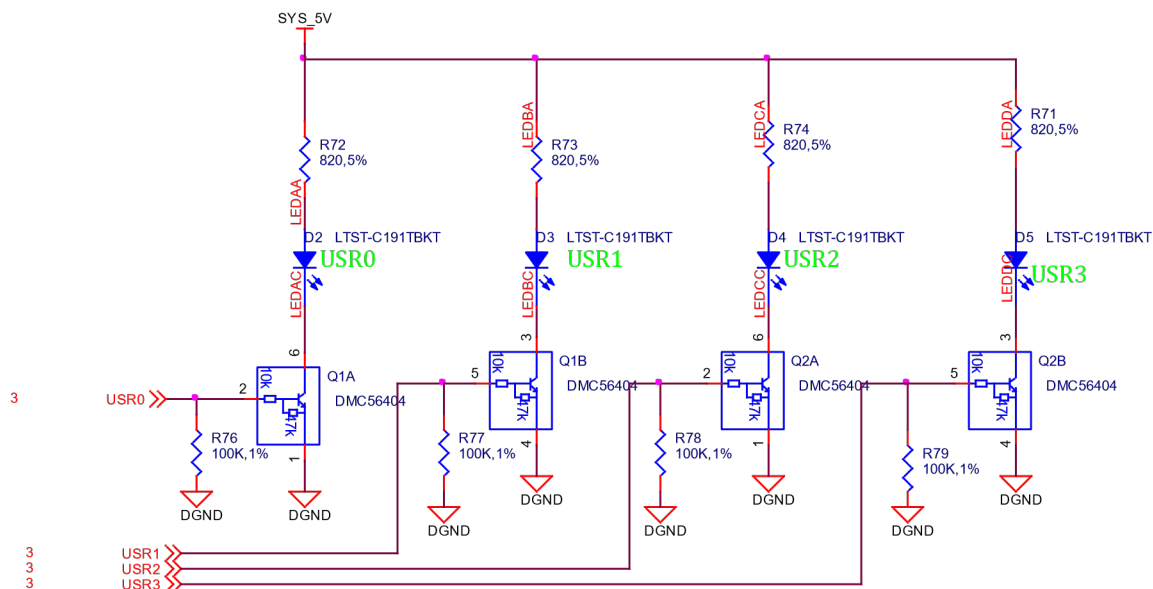 SYS_5V
R72
820,5%
LEDAA
D2 LTST-C191TBKT
USR0
LEDAC
6
2
10k
47k
Q1A
DMC56404
1
3 USR0
R76
100K,1%
DGND
DGND
LEDBA
R73
820,5%
D3 LTST-C191TBKT
USR1
LEDBC
3
5
10k
47k
Q1B
DMC56404
4
R77
100K,1%
DGND
DGND
LEDCA
R74
820,5%
D4 LTST-C191TBKT
USR2
LEDCC
6
2
10k
47k
Q2A
DMC56404
1
R78
100K,1%
DGND
DGND
LEDDA
R71
820,5%
D5 LTST-C191TBKT
USR3
LEDDC
3
5
10k
47k
Q2B
DMC56404
4
R79
100K,1%
DGND
DGND
3 USR1
3 USR2
3 USR3